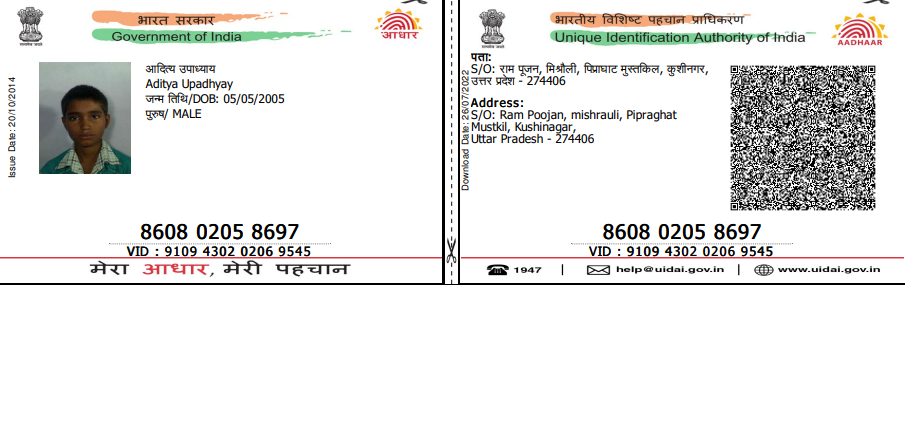 भारत सरकार
Government of India
आधार
Issue Date: 20/10/2014
आदित्य उपाध्याय
Aditya Upadhyay
जन्म तिथि/DOB: 05/05/2005
पुरुष/ MALE
8608 0205 8697
VID : 9109 4302 0206 9545
मेरा आधार, मेरी पहचान
भारतीय विशिष्ट पहचान प्राधिकरण
Unique Identification Authority of India
AADHAAR
Download Date: 26/07/2022
पता:
S/O: राम पूजन, मिश्रौली, पिप्राघाट मुस्तकिल, कुशीनगर,
उत्तर प्रदेश - 274406
Address:
S/O: Ram Poojan, mishrauli, Pipraghat
Mustkil, Kushinagar,
Uttar Pradesh - 274406
8608 0205 8697
VID : 9109 4302 0206 9545
1947 | help@uidai.gov.in | www.uidai.gov.in